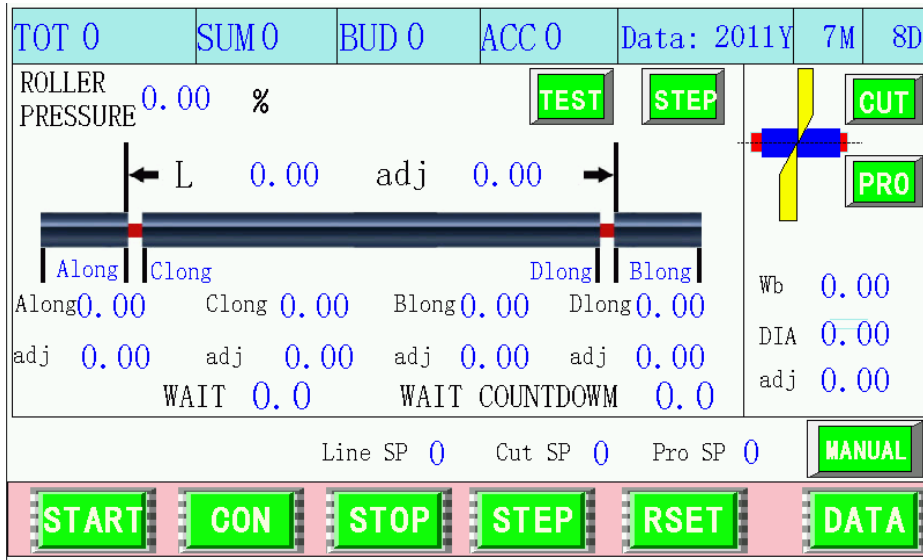 TOT 0 SUM 0 BUD 0 ACC 0 Data: 2011Y 7M 8D
ROLLER
PRESSURE 0.00 % TEST STEP CUT
L 0.00 adj 0.00 PRO
Along Clong Dlong Blong
Along 0.00 Clong 0.00 Blong 0.00 Dlong 0.00 Wb 0.00
DIA 0.00
adj 0.00 adj 0.00 adj 0.00 adj 0.00 adj 0.00
WAIT 0.0 WAIT COUNTDOWM 0.0
Line SP 0 Cut SP 0 Pro SP 0 MANUAL
START CON STOP STEP RSET DATA